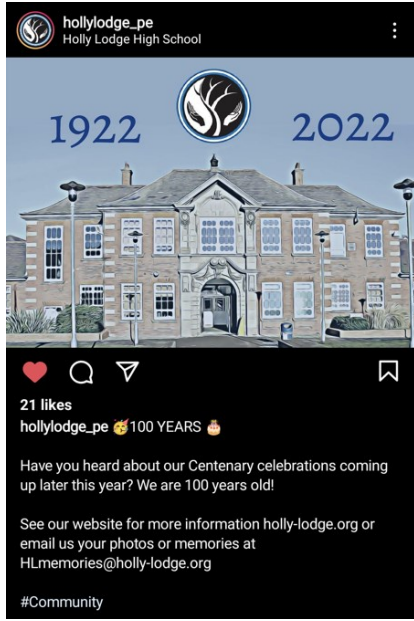 hollylodge_pe
Holly Lodge High School
1922 2022
21 likes
hollylodge_pe 🥳100 YEARS 🎂
Have you heard about our Centenary celebrations coming
up later this year? We are 100 years old!
See our website for more information holly-lodge.org or
email us your photos or memories at
HLmemories@holly-lodge.org
#Community